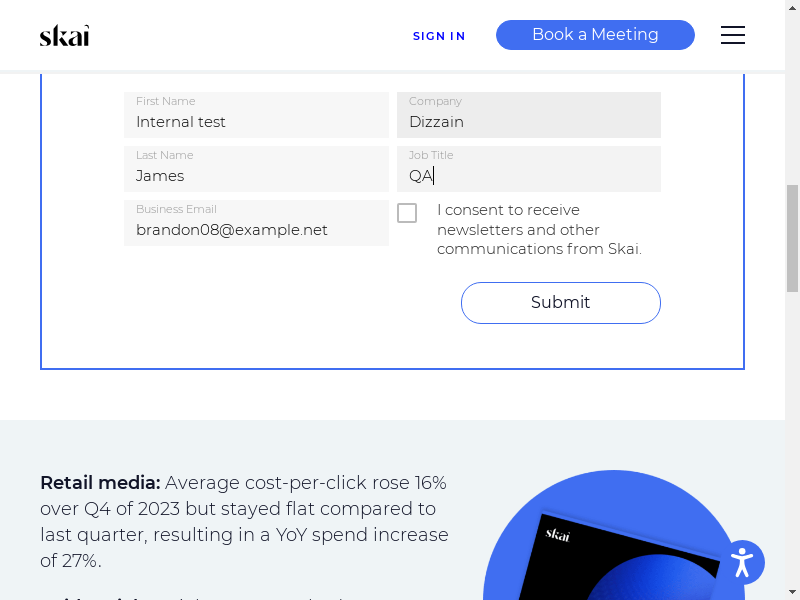 skai
SIGN IN
Book a Meeting
First Name
Internal test
Company
Dizzain
Last Name
James
Job Title
QA
Business Email
brandon08@example.net
I consent to receive
newsletters and other
communications from Skai.
Submit
Retail media: Average cost-per-click rose 16%
over Q4 of 2023 but stayed flat compared to
last quarter, resulting in a YoY spend increase
of 27%.
skai